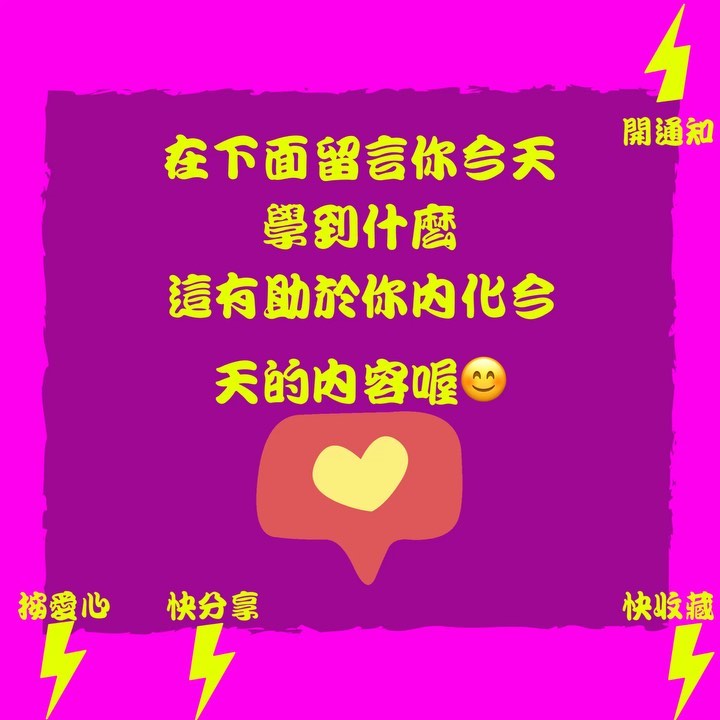 開通知
在下面留言你今天
學到什麼
這有助於你內化今
天的內容喔😊
按愛心
快分享
快收藏